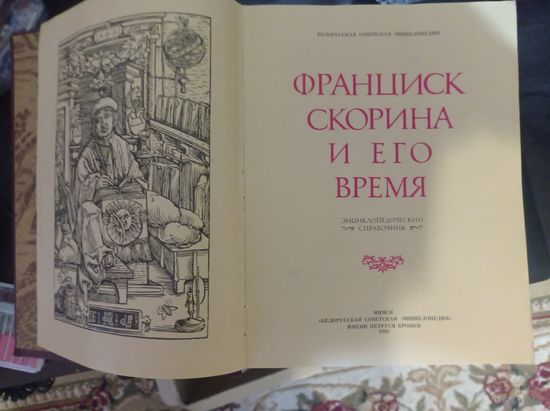 БЕЛОРУССКАЯ СОВЕТСКАЯ ЭНЦИКЛОПЕДИЯ
ФРАНЦИСК
СКОРИНА
И ЕГО
ВРЕМЯ
ЭНЦИКЛОПЕДИЧЕСКИЙ
СПРАВОЧНИК
МИНСК
«БЕЛОРУССКАЯ СОВЕТСКАЯ ЭНЦИКЛОПЕДИЯ»
ИМЕНИ ПЕТРУСЯ БРОВКИ